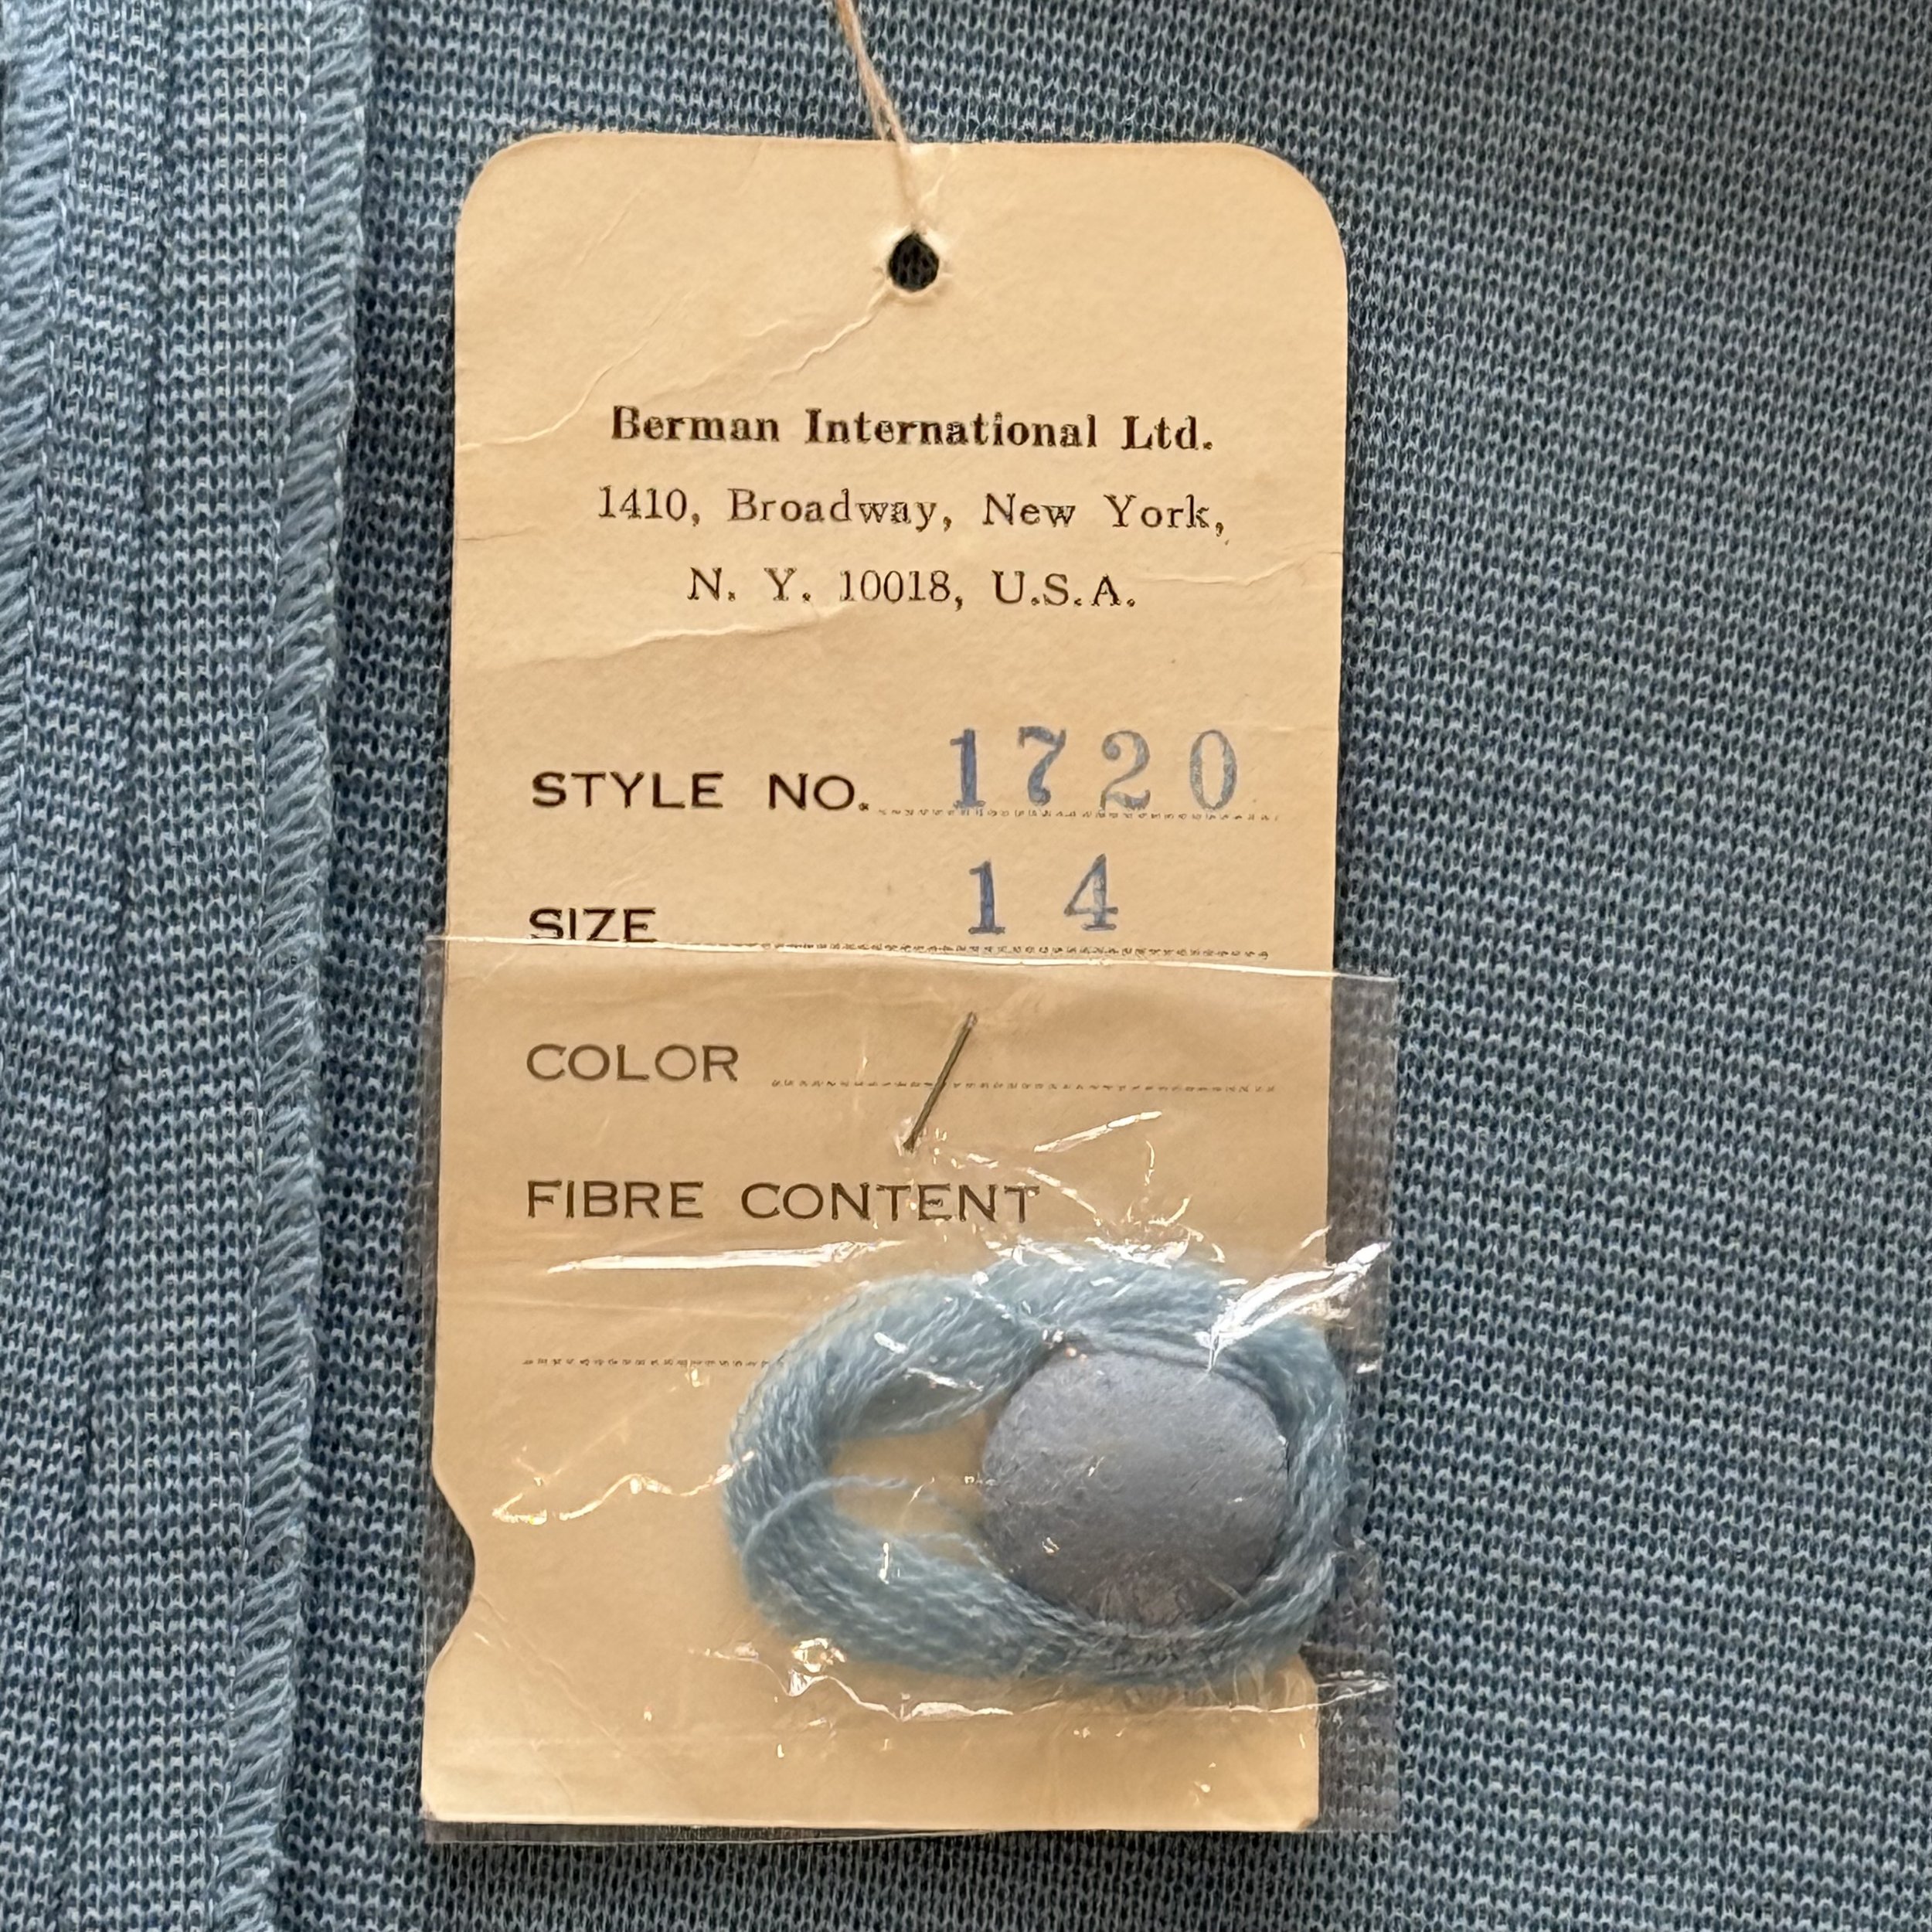 Berman International Ltd.
1410, Broadway, New York,
N. Y. 10018, U.S.A.
STYLE NO. 1720
SIZE 14
COLOR
FIBRE CONTENT